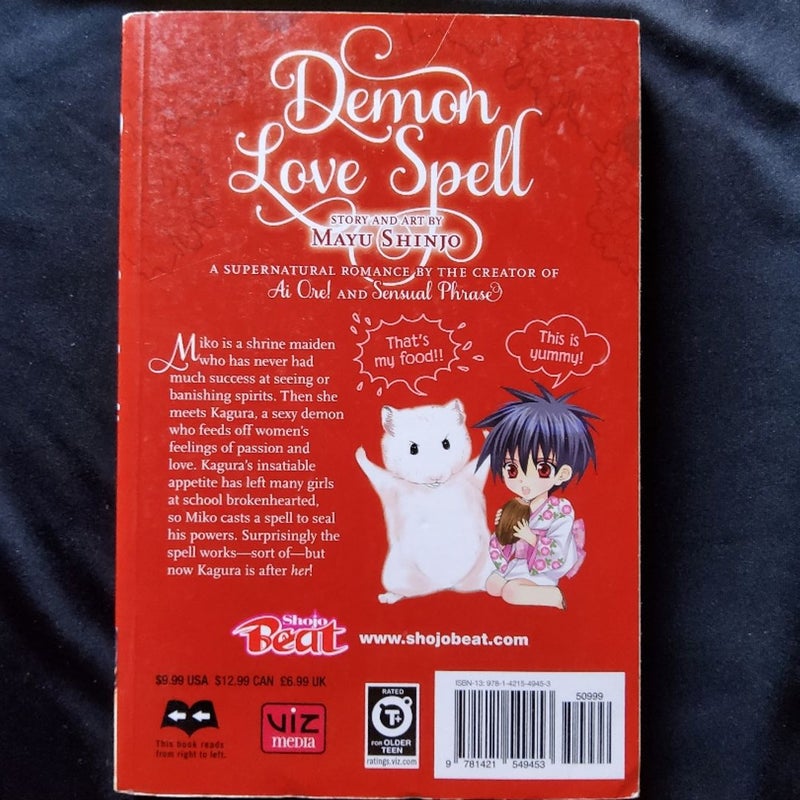 Demon
Love Spell
STORY AND ART BY
MAYU SHINJO
A SUPERNATURAL ROMANCE BY THE CREATOR OF
Ai Ore! AND Sensual Phrase
Miko is a shrine maiden
who has never had
much success at seeing or
banishing spirits. Then she
meets Kagura, a sexy demon
who feeds off women's
feelings of passion and
love. Kagura's insatiable
appetite has left many girls
at school brokenhearted,
so Miko casts a spell to seal
his powers. Surprisingly the
spell works—sort of—but
now Kagura is after her!
That's
my food!!
This is
yummy!
Shojo
Beat
www.shojobeat.com
$9.99 USA $12.99 CAN £6.99 UK
This book reads
from right to left.
VIZ
MEDIA
RATED
T+
FOR OLDER
TEEN
ratings.viz.com
ISBN-13: 978-1-4215-4945-3
50999
9 781421 549453